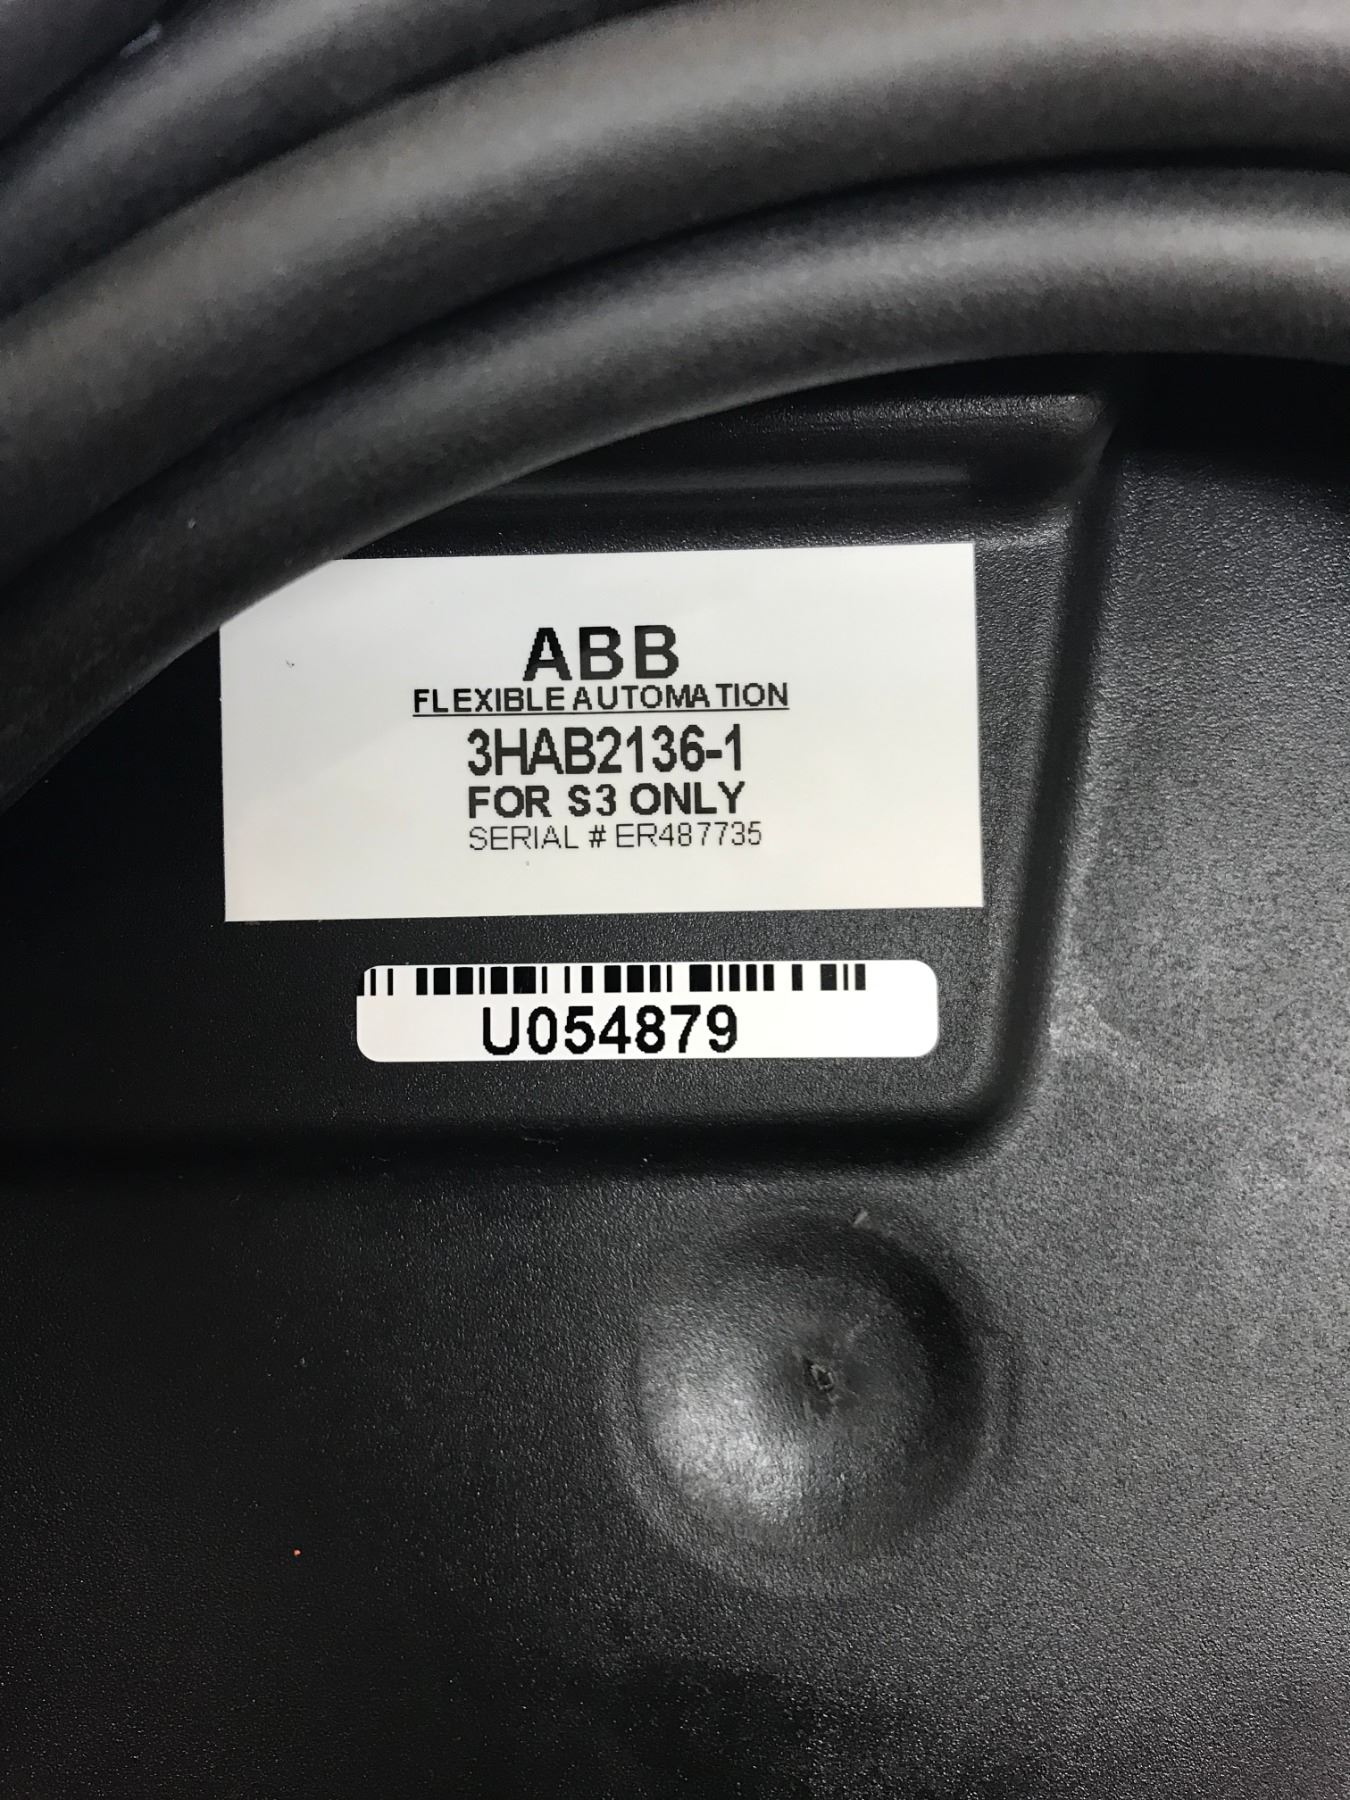 ABB
FLEXIBLE AUTOMATION
3HAB2136-1
FOR S3 ONLY
SERIAL # ER487735
U054879